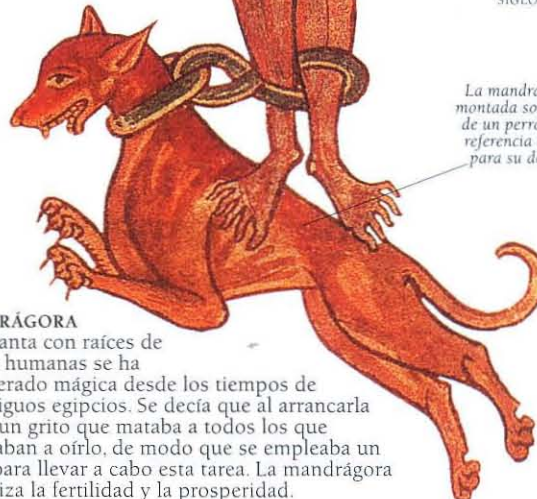 SIGLO
La mandrá
montada so
de un perr
referencia
para su d
RÁGORA
anta con raíces de
humanas se ha
erado mágica desde los tiempos de
iguos egipcios. Se decía que al arrancarla
un grito que mataba a todos los que
aban a oírlo, de modo que se empleaba un
para llevar a cabo esta tarea. La mandrágora
iza la fertilidad y la prosperidad.